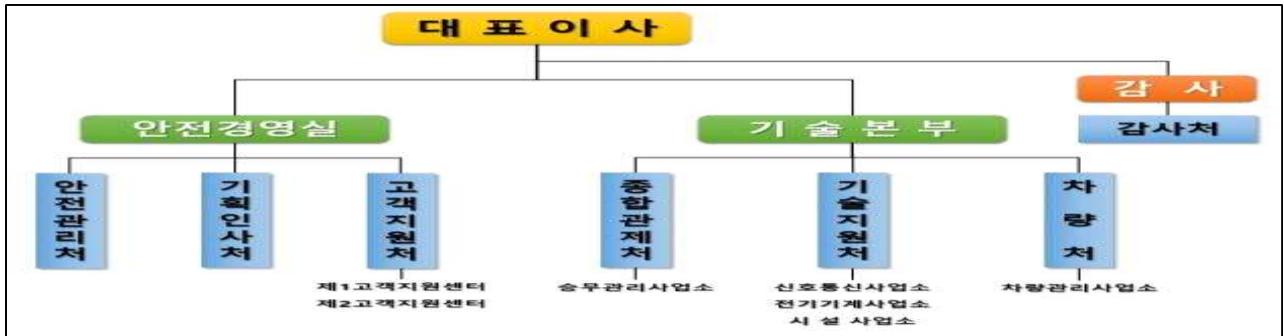 대 표 이 사
감 사
안전경영실
기 술 본 부
감사처
안전관리처
기획인사처
고객지원처
종합관제처
기술지원처
차 량 처
제1고객지원센터
제2고객지원센터
승무관리사업소
신호통신사업소
전기기계사업소
시 설 사업소
차량관리사업소